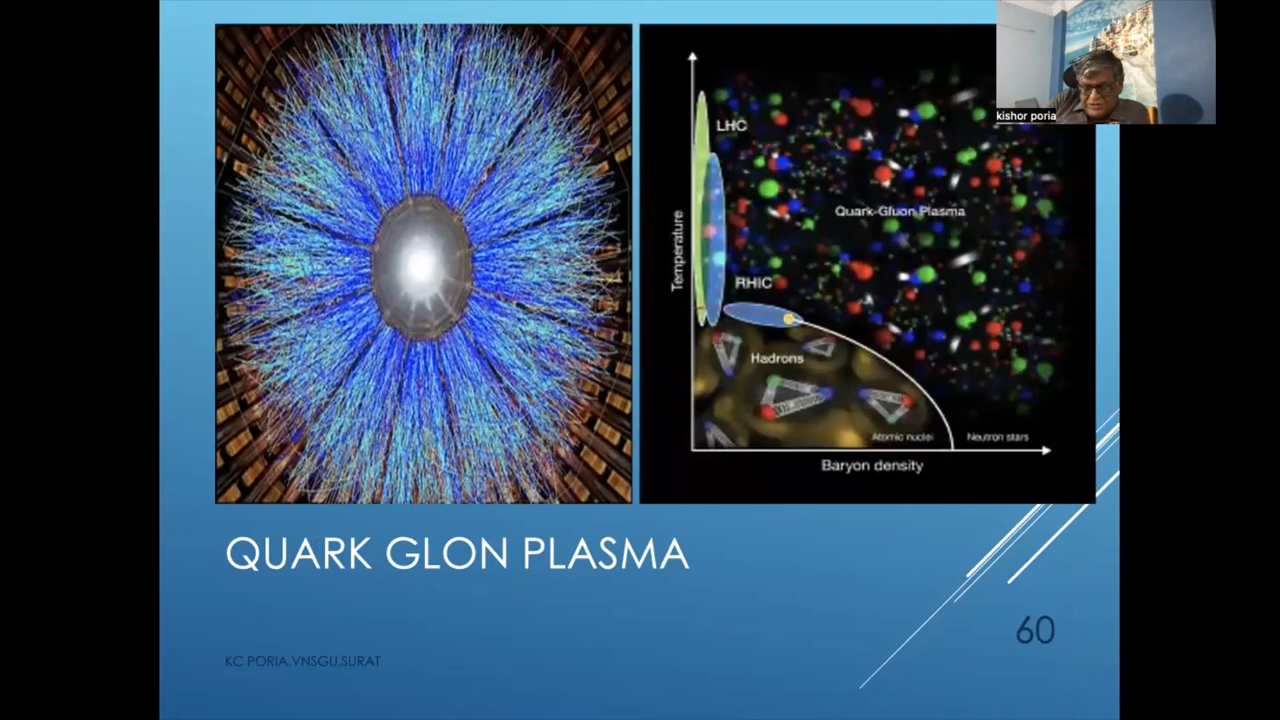 kishor poria
LHC
Quark-Gluon Plasma
Temperature
RHIC
Hadrons
Atomic nuclei
Neutron stars
Baryon density
QUARK GLON PLASMA
60
KC PORIA,VNSGU,SURAT